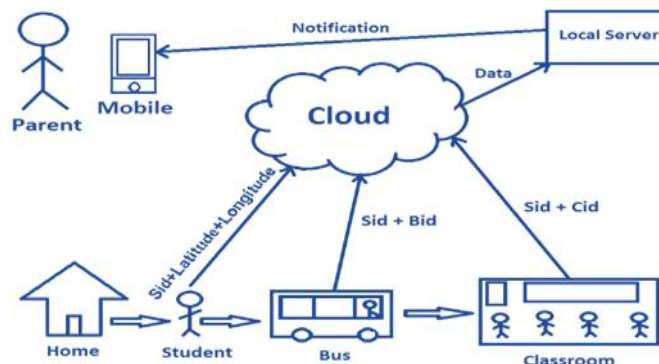 Notification
Local Server
Data
Mobile
Parent
Cloud
Sid+Latitude+Longitude
Sid + Bid
Sid + Cid
Home
Student
Bus
Classroom